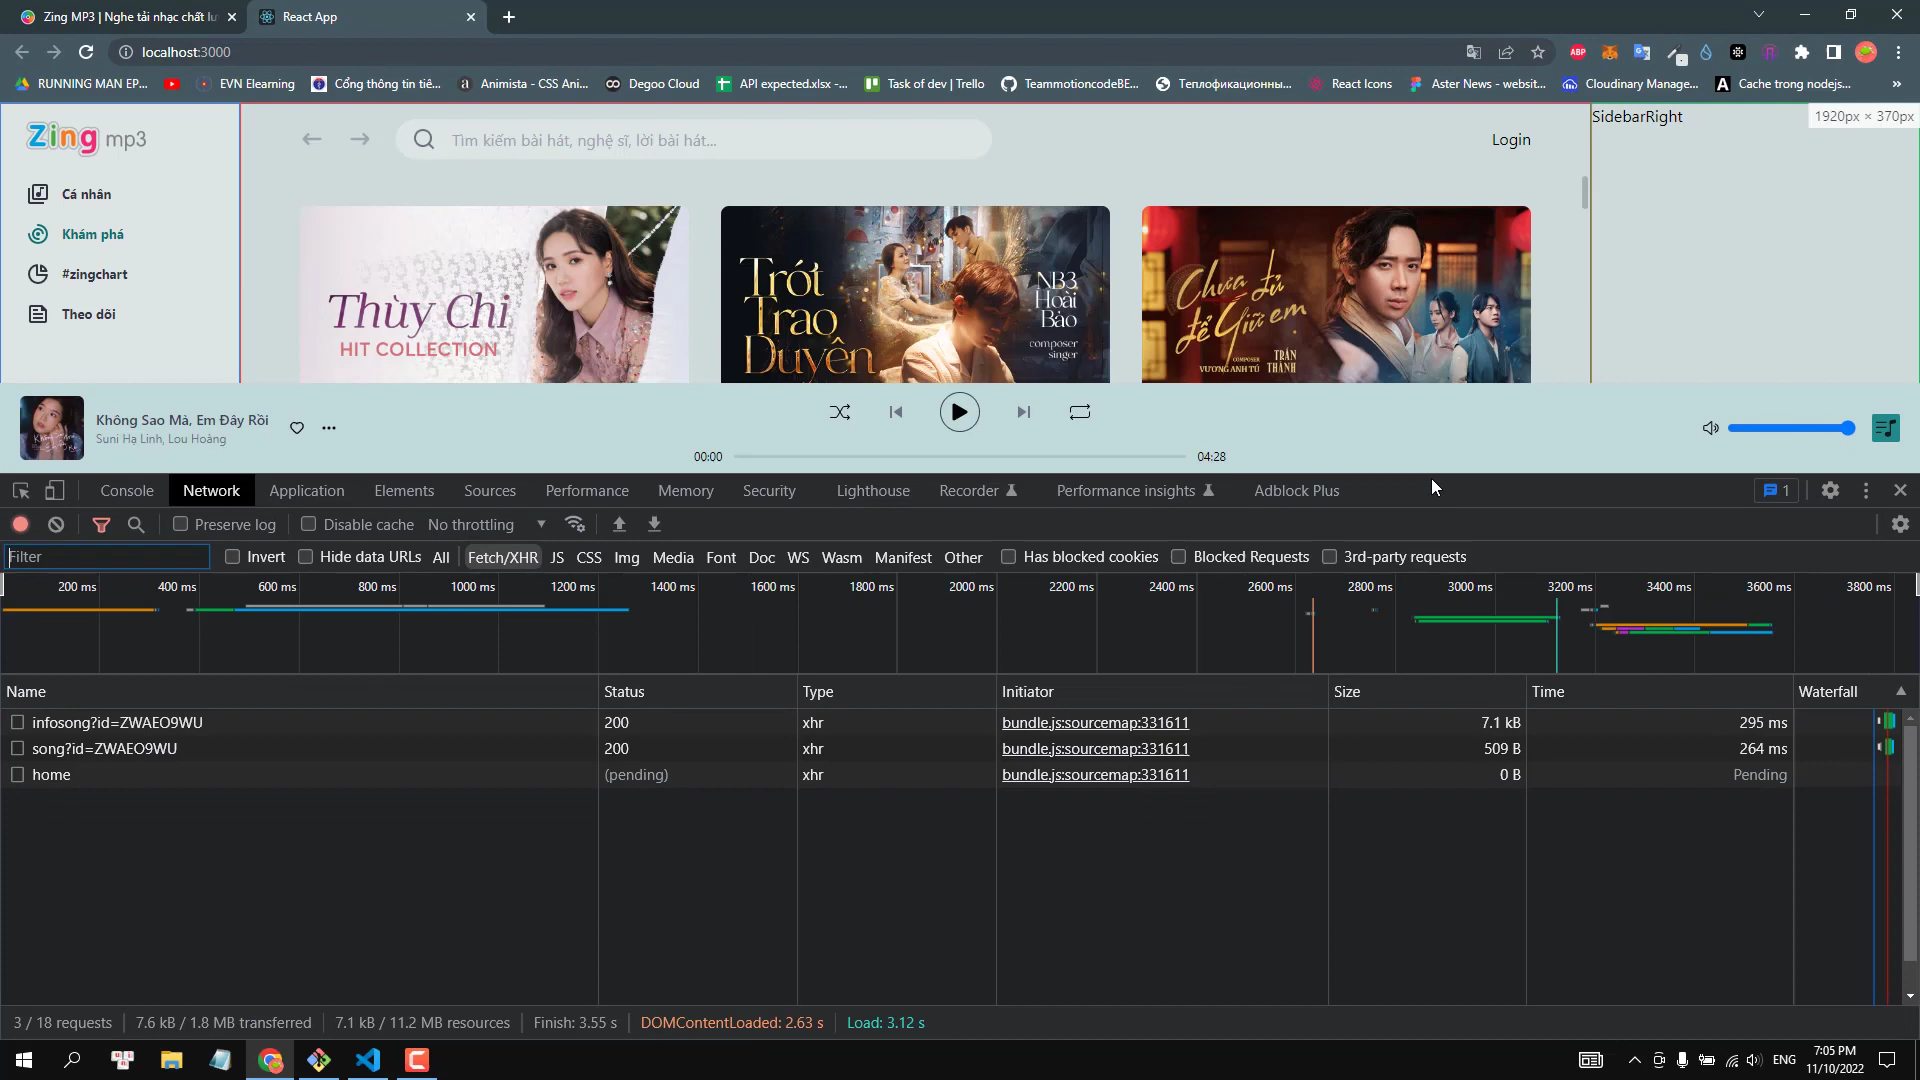 Zing MP3 | Nghe tải nhạc chất lư
React App
localhost:3000
RUNNING MAN EP...
EVN Elearning
Cổng thông tin tiê...
Animista - CSS Ani...
Degoo Cloud
API expected.xlsx -...
Task of dev | Trello
TeammotioncodeBE...
Теплофикационны...
React Icons
Aster News - websit...
Cloudinary Manage...
Cache trong nodejs...
»
Zing mp3
Tìm kiếm bài hát, nghệ sĩ, lời bài hát...
Login
SidebarRight
1920px × 370px
Cá nhân
Khám phá
#zingchart
Theo dõi
Thùy Chi
HIT COLLECTION
Trót
Trao
Duyên
NB3
Hoài
Bảo
composer
singer
Chưa đủ
để Giữ em
COMPOSER
VƯƠNG ANH TÚ
TRẤN
THÀNH
Không Sao Mà, Em Đây Rồi
Suni Hạ Linh, Lou Hoàng
00:00
04:28
Console
Network
Application
Elements
Sources
Performance
Memory
Security
Lighthouse
Recorder
Performance insights
Adblock Plus
1
Preserve log
Disable cache
No throttling
Filter
Invert
Hide data URLs
All
Fetch/XHR
JS
CSS
Img
Media
Font
Doc
WS
Wasm
Manifest
Other
Has blocked cookies
Blocked Requests
3rd-party requests
200 ms
400 ms
600 ms
800 ms
1000 ms
1200 ms
1400 ms
1600 ms
1800 ms
2000 ms
2200 ms
2400 ms
2600 ms
2800 ms
3000 ms
3200 ms
3400 ms
3600 ms
3800 ms
Name
Status
Type
Initiator
Size
Time
Waterfall
infosong?id=ZWAEO9WU
200
xhr
bundle.js:sourcemap:331611
7.1 kB
295 ms
song?id=ZWAEO9WU
200
xhr
bundle.js:sourcemap:331611
509 B
264 ms
home
(pending)
xhr
bundle.js:sourcemap:331611
0 B
Pending
3 / 18 requests
7.6 kB / 1.8 MB transferred
7.1 kB / 11.2 MB resources
Finish: 3.55 s
DOMContentLoaded: 2.63 s
Load: 3.12 s
ENG
7:05 PM
11/10/2022